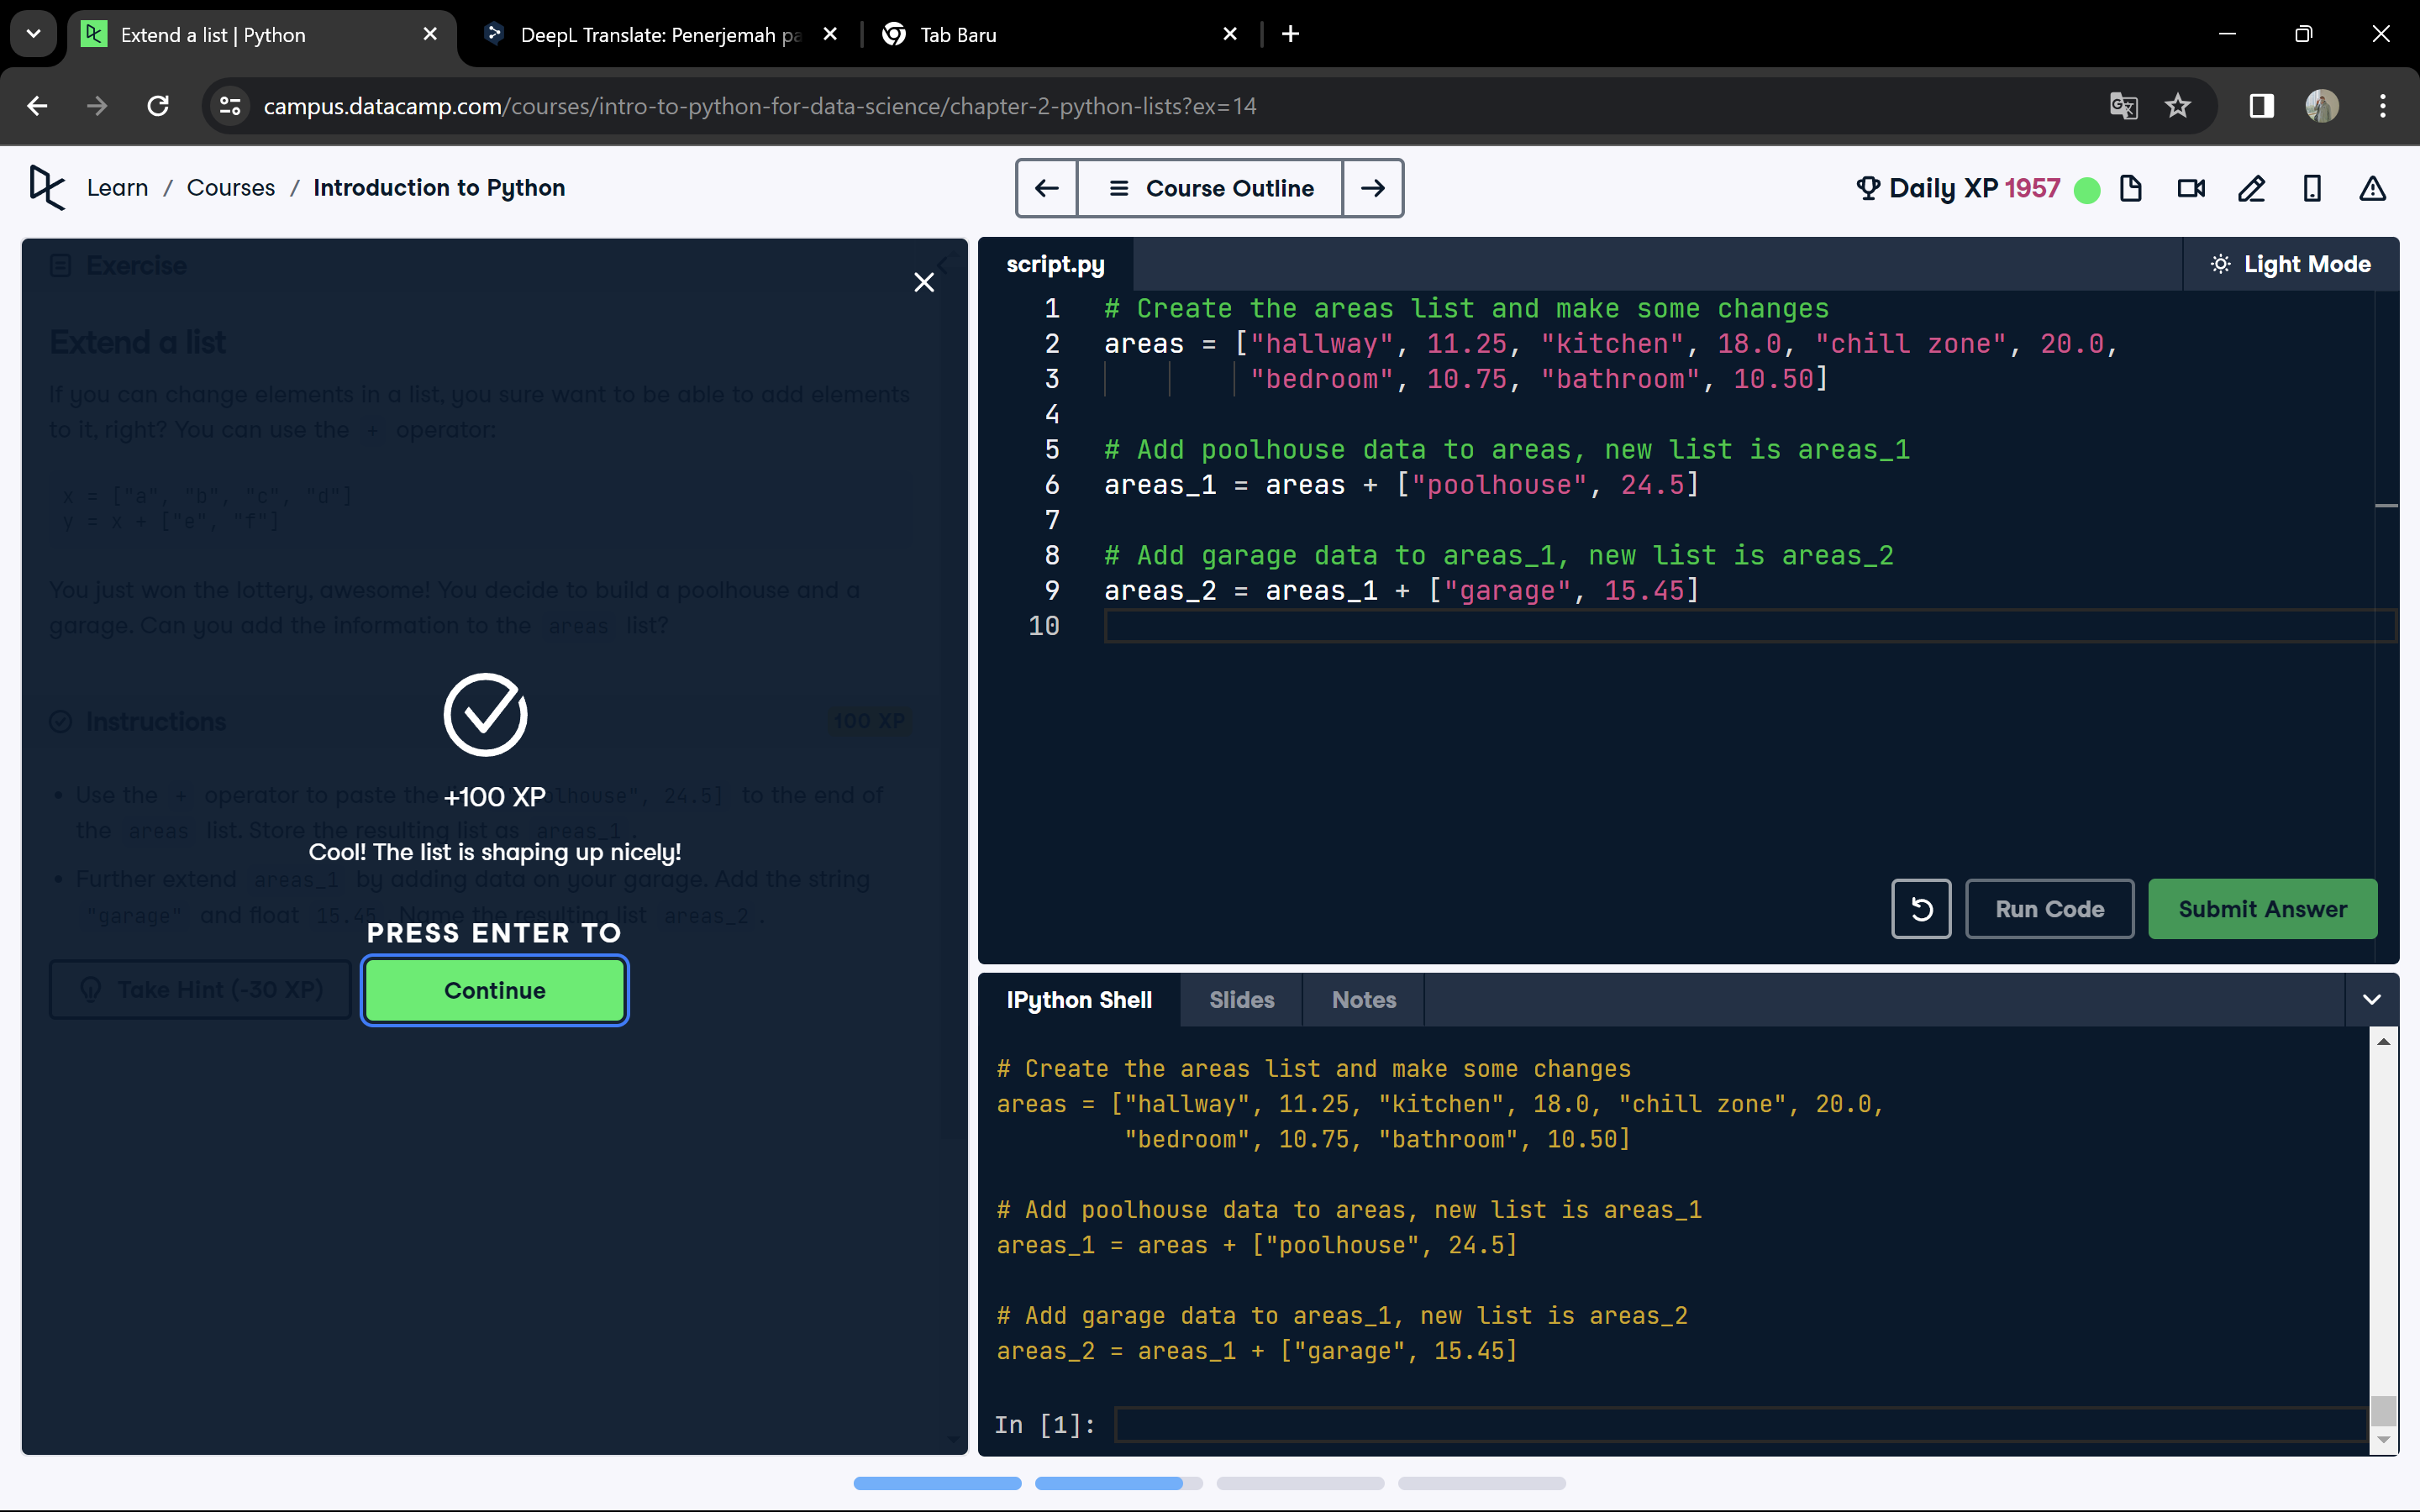 Extend a list | Python
DeepL Translate: Penerjemah pa
Tab Baru
campus.datacamp.com/courses/intro-to-python-for-data-science/chapter-2-python-lists?ex=14
Learn / Courses / Introduction to Python
Course Outline
Daily XP 1957
Exercise
Extend a list
If you can change elements in a list, you sure want to be able to add elements
to it, right? You can use the + operator:
x = ["a", "b", "c", "d"]
y = x + ["e", "f"]
You just won the lottery, awesome! You decide to build a poolhouse and a
garage. Can you add the information to the areas list?
Instructions
100 XP
• Use the + operator to paste the olhouse", 24.5] to the end of
the areas list. Store the resulting list as areas_1.
• Further extend areas_1 by adding data on your garage. Add the string
"garage" and float 15.45. Name the resulting list areas_2.
Take Hint (-30 XP)
+100 XP
Cool! The list is shaping up nicely!
PRESS ENTER TO
Continue
script.py
Light Mode
1 # Create the areas list and make some changes
2 areas = ["hallway", 11.25, "kitchen", 18.0, "chill zone", 20.0,
3 "bedroom", 10.75, "bathroom", 10.50]
4
5 # Add poolhouse data to areas, new list is areas_1
6 areas_1 = areas + ["poolhouse", 24.5]
7
8 # Add garage data to areas_1, new list is areas_2
9 areas_2 = areas_1 + ["garage", 15.45]
10
Run Code
Submit Answer
IPython Shell
Slides
Notes
# Create the areas list and make some changes
areas = ["hallway", 11.25, "kitchen", 18.0, "chill zone", 20.0,
"bedroom", 10.75, "bathroom", 10.50]
# Add poolhouse data to areas, new list is areas_1
areas_1 = areas + ["poolhouse", 24.5]
# Add garage data to areas_1, new list is areas_2
areas_2 = areas_1 + ["garage", 15.45]
In [1]: